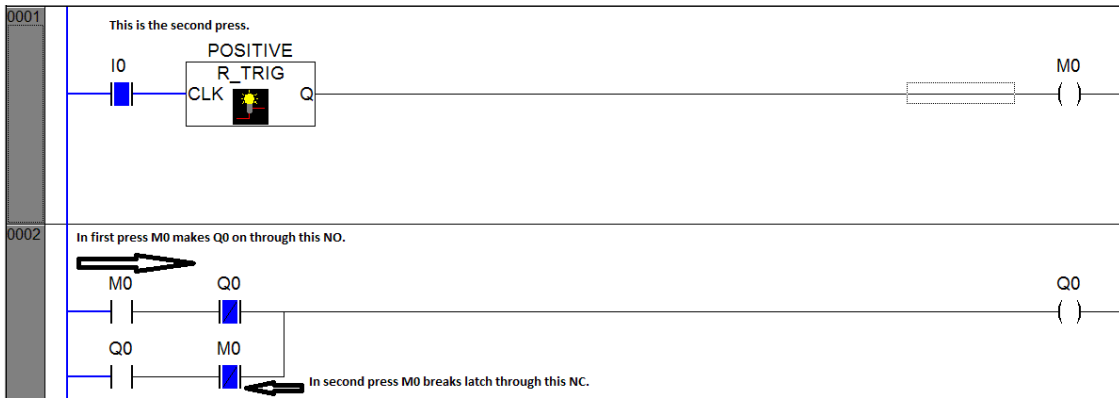 0001
This is the second press.
POSITIVE
I0
R_TRIG
M0
CLK
Q
0002
In first press M0 makes Q0 on through this NO.
M0
Q0
Q0
Q0
M0
In second press M0 breaks latch through this NC.